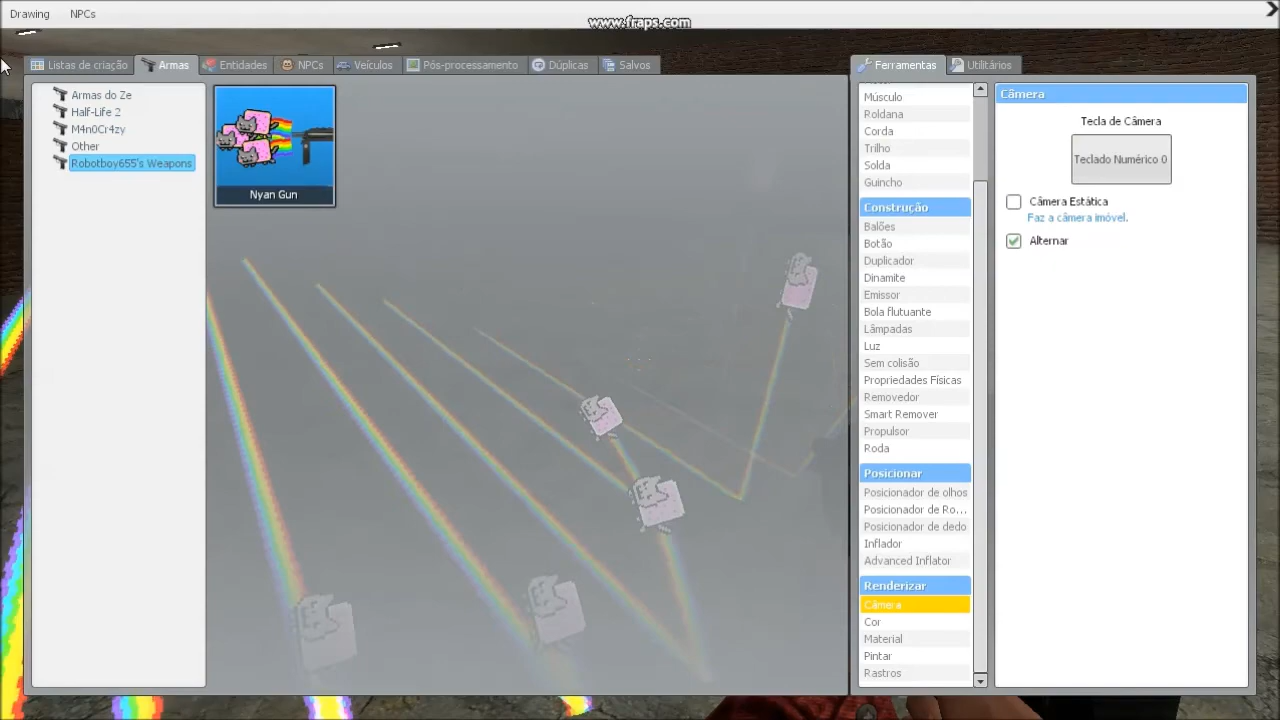 Drawing
NPCs
www.fraps.com
Listas de criação
Armas
Entidades
NPCs
Veículos
Pós-processamento
Dúplicas
Salvos
Ferramentas
Utilitários
Armas do Ze
Half-Life 2
M4n0Cr4zy
Other
Robotboy655's Weapons
Nyan Gun
Músculo
Roldana
Corda
Trilho
Solda
Guincho
Construção
Balões
Botão
Duplicador
Dinamite
Emissor
Bola flutuante
Lâmpadas
Luz
Sem colisão
Propriedades Físicas
Removedor
Smart Remover
Propulsor
Roda
Posicionar
Posicionador de olhos
Posicionador de Ro...
Posicionador de dedo
Inflador
Advanced Inflator
Renderizar
Câmera
Cor
Material
Pintar
Rastros
Câmera
Tecla de Câmera
Teclado Numérico 0
Câmera Estática
Faz a câmera imóvel.
Alternar